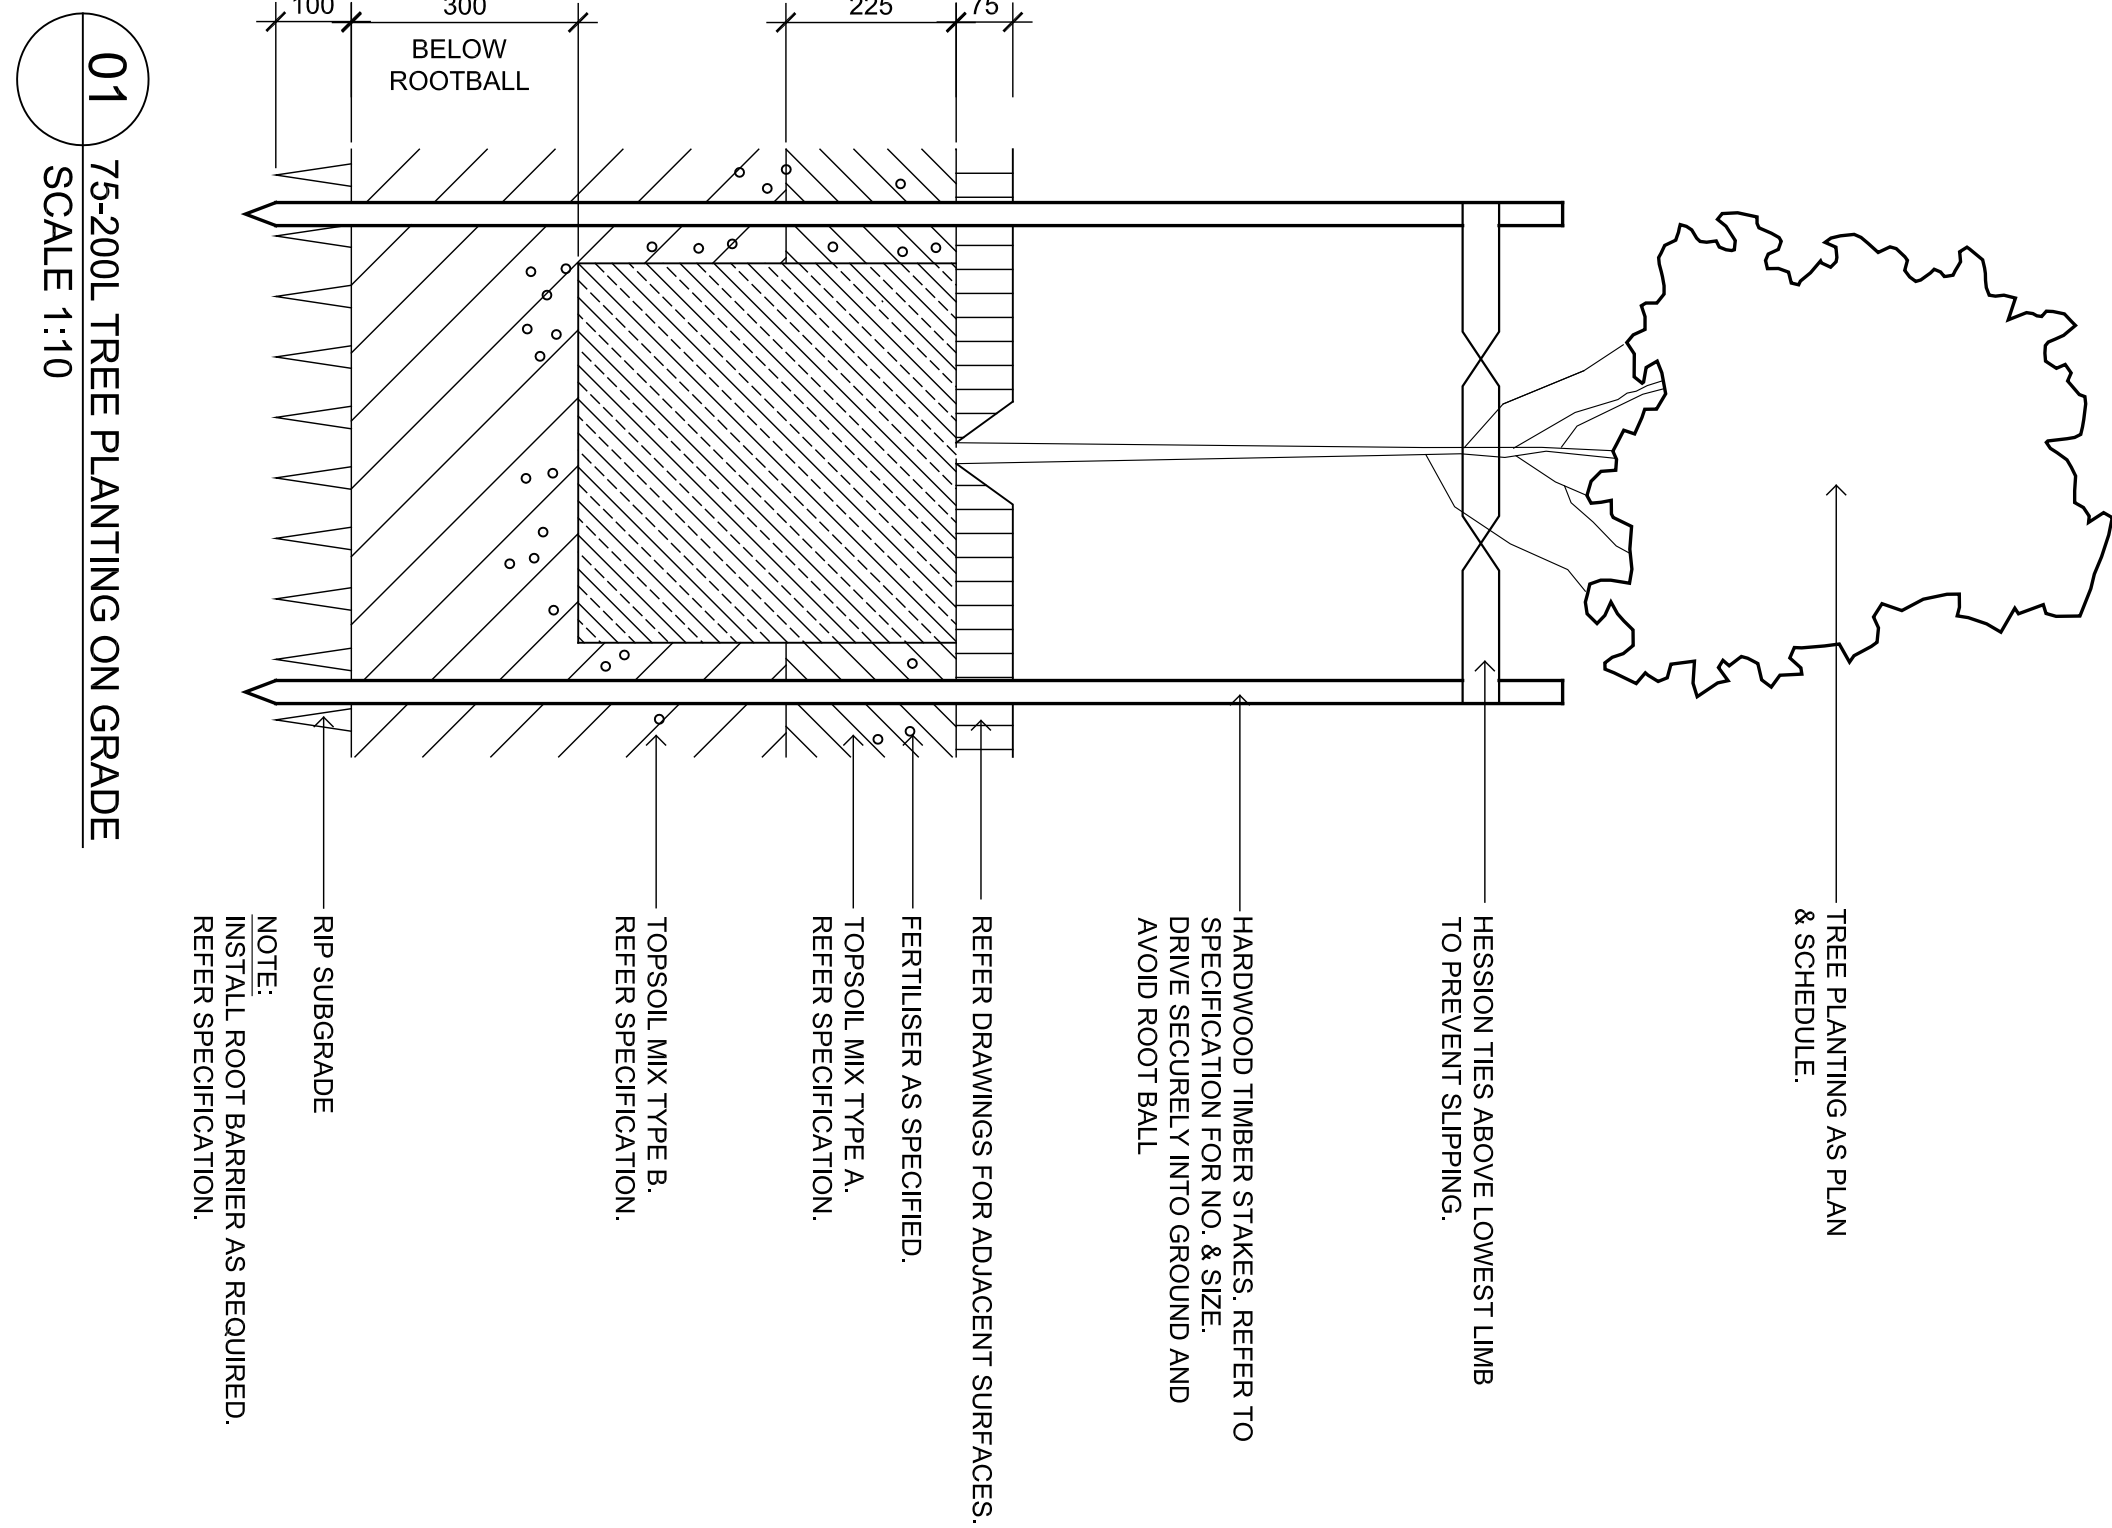 100
300
225
75
BELOW
ROOTBALL
TREE PLANTING AS PLAN
& SCHEDULE.
HESSION TIES ABOVE LOWEST LIMB
TO PREVENT SLIPPING.
HARDWOOD TIMBER STAKES. REFER TO
SPECIFICATION FOR NO. & SIZE.
DRIVE SECURELY INTO GROUND AND
AVOID ROOT BALL
REFER DRAWINGS FOR ADJACENT SURFACES.
FERTILISER AS SPECIFIED.
TOPSOIL MIX TYPE A.
REFER SPECIFICATION.
TOPSOIL MIX TYPE B.
REFER SPECIFICATION.
RIP SUBGRADE
NOTE:
INSTALL ROOT BARRIER AS REQUIRED.
REFER SPECIFICATION.
01
75-200L TREE PLANTING ON GRADE
SCALE 1:10